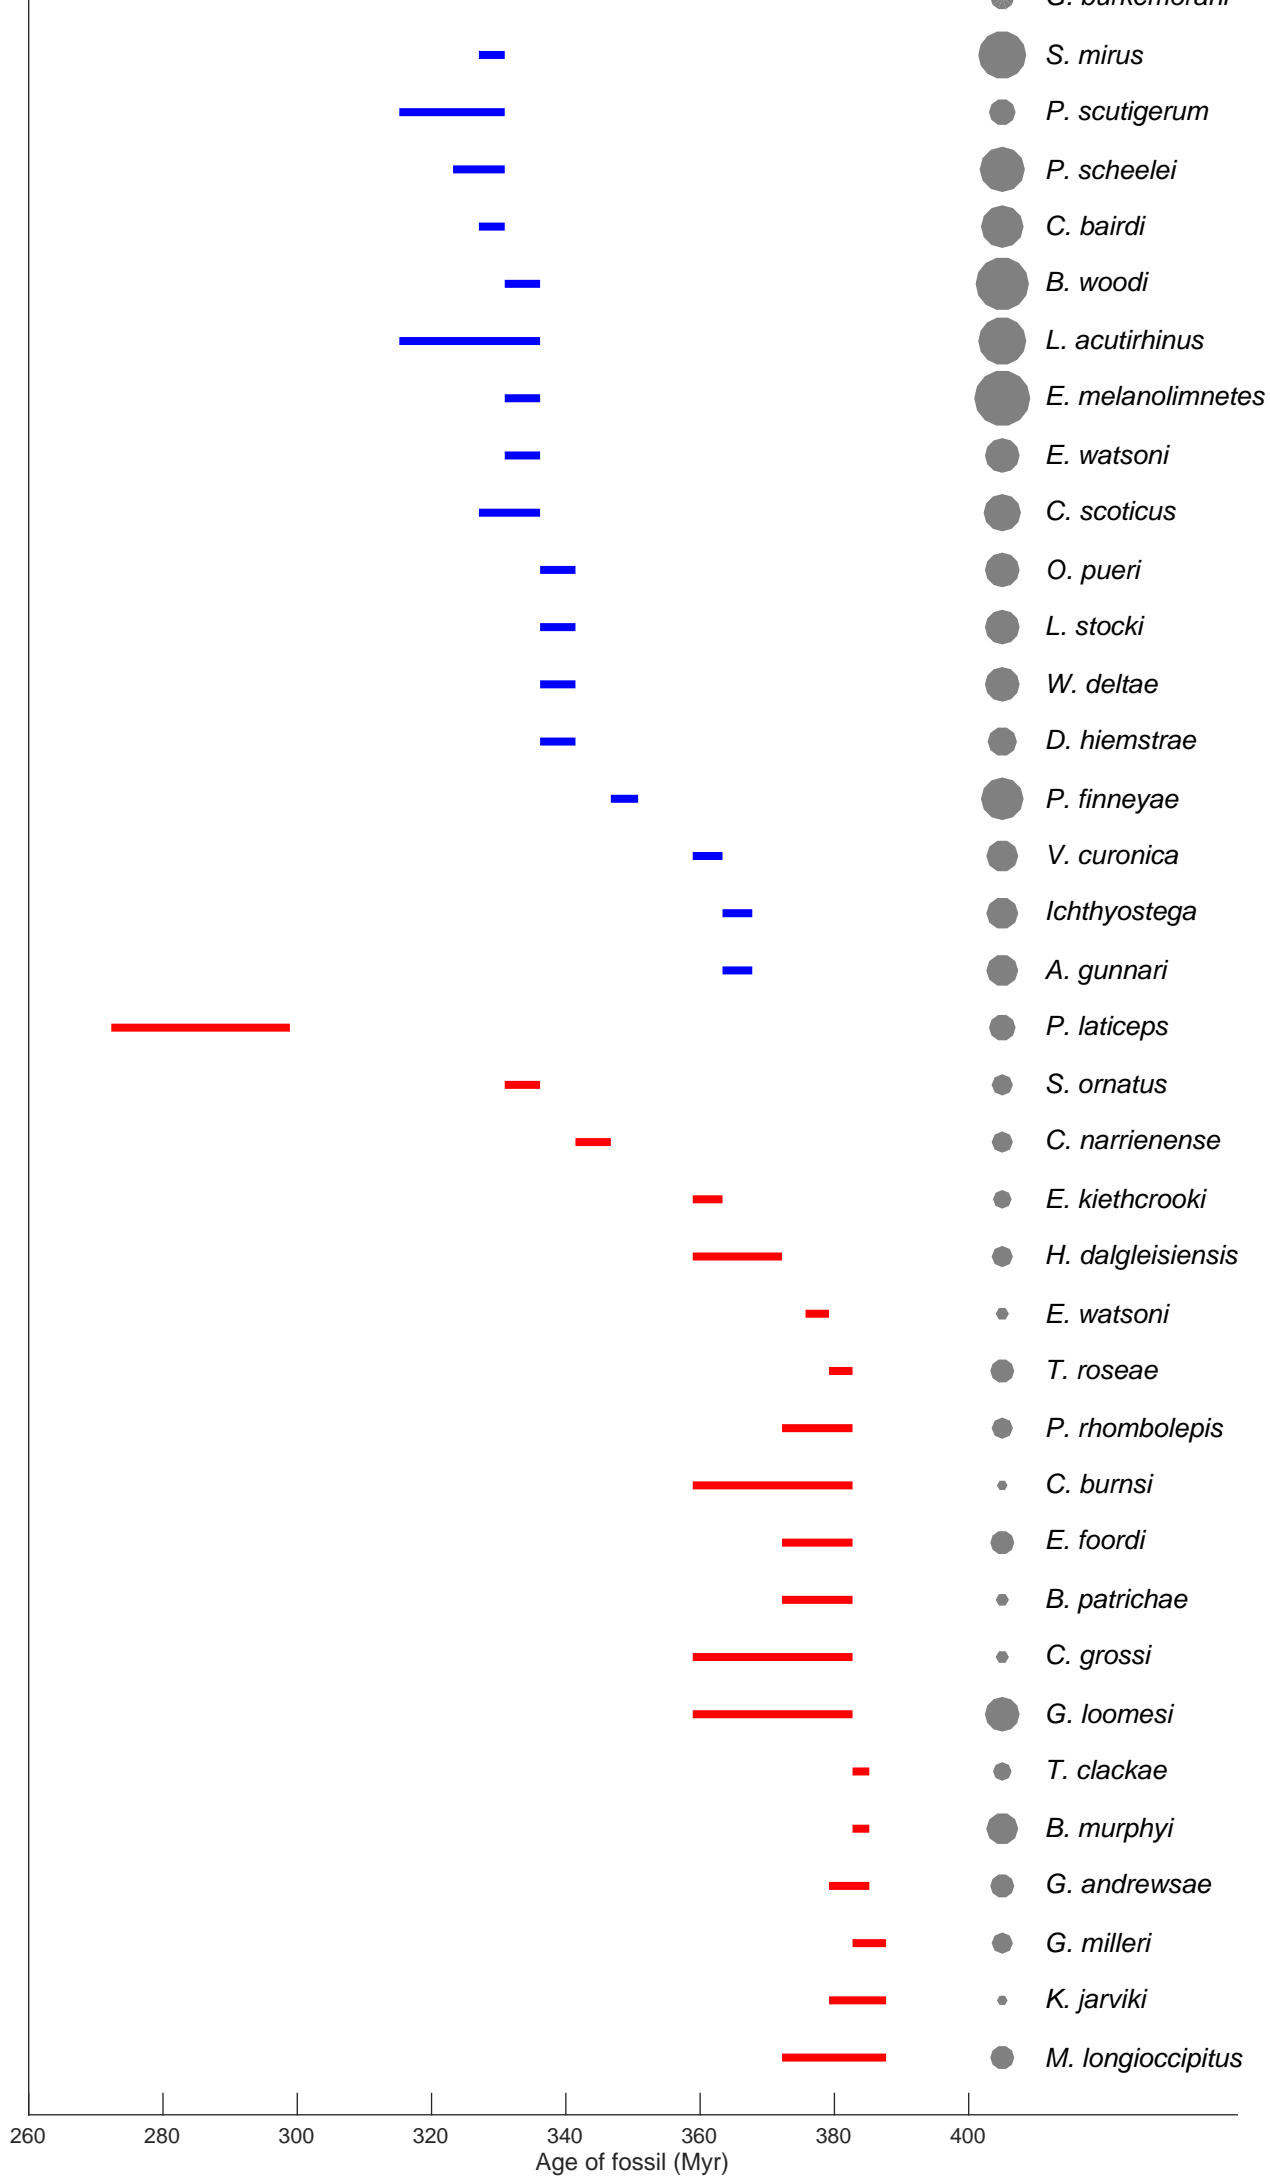 S. mirus
P. scutigerum
P. scheelei
C. bairdi
B. woodi
L. acutirhinus
E. melanolimnetes
E. watsoni
C. scoticus
O. pueri
L. stocki
W. deltae
D. hiemstrae
P. finneyae
V. curonica
Ichthyostega
A. gunnari
P. laticeps
S. ornatus
C. narrienense
E. kiethcrooki
H. dalgleisiensis
E. watsoni
T. roseae
P. rhombolepis
C. burnsi
E. foordi
B. patrichae
C. grossi
G. loomesi
T. clackae
B. murphyi
G. andrewsae
G. milleri
K. jarviki
M. longioccipitus
260 280 300 320 340 360 380 400
Age of fossil (Myr)